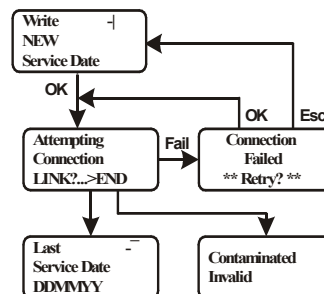 Write -|
NEW
Service Date
OK
OK
Esc
Attempting
Connection
LINK?...>END
Fail
Connection
Failed
** Retry? **
Last -¯
Service Date
DDMMYY
Contaminated
Invalid